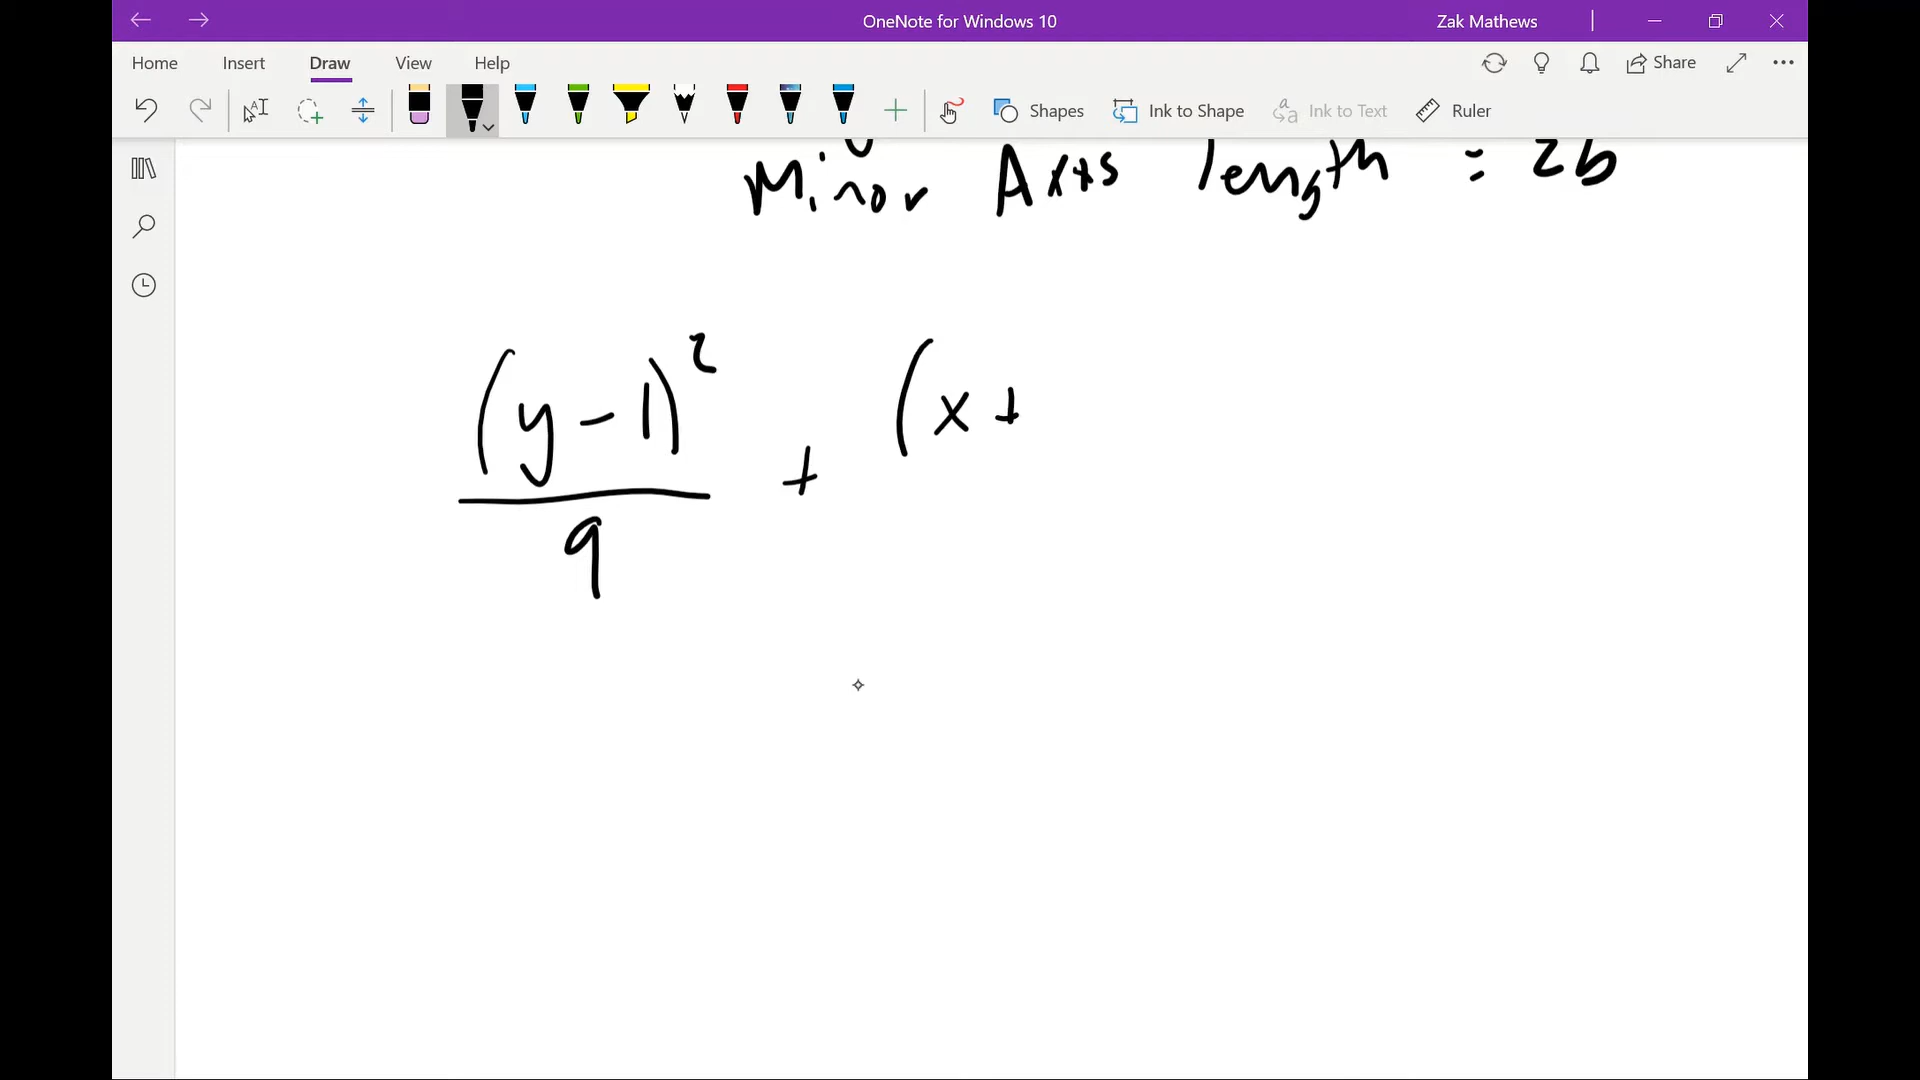 OneNote for Windows 10
Zak Mathews
Home Insert Draw View Help
Share
Shapes Ink to Shape Ink to Text Ruler
Minor Axis length = 2b
(y-1)² + (x+
9